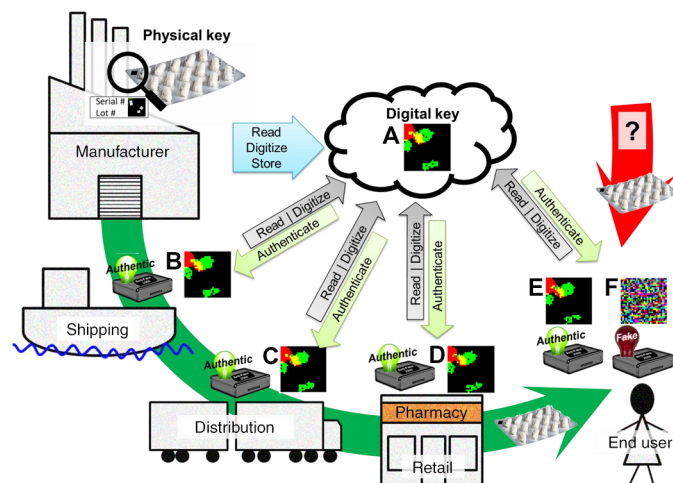 Physical key
Serial #
Lot #
Manufacturer
Read
Digitize
Store
Digital key
A
?
Read | Digitize
Authenticate
Read | Digitize
Authenticate
Read | Digitize
Authenticate
Authenticate
Read | Digitize
B
Authentic
Shipping
C
Authentic
Distribution
D
Authentic
Pharmacy
Retail
E
F
Authentic
Fake
End user